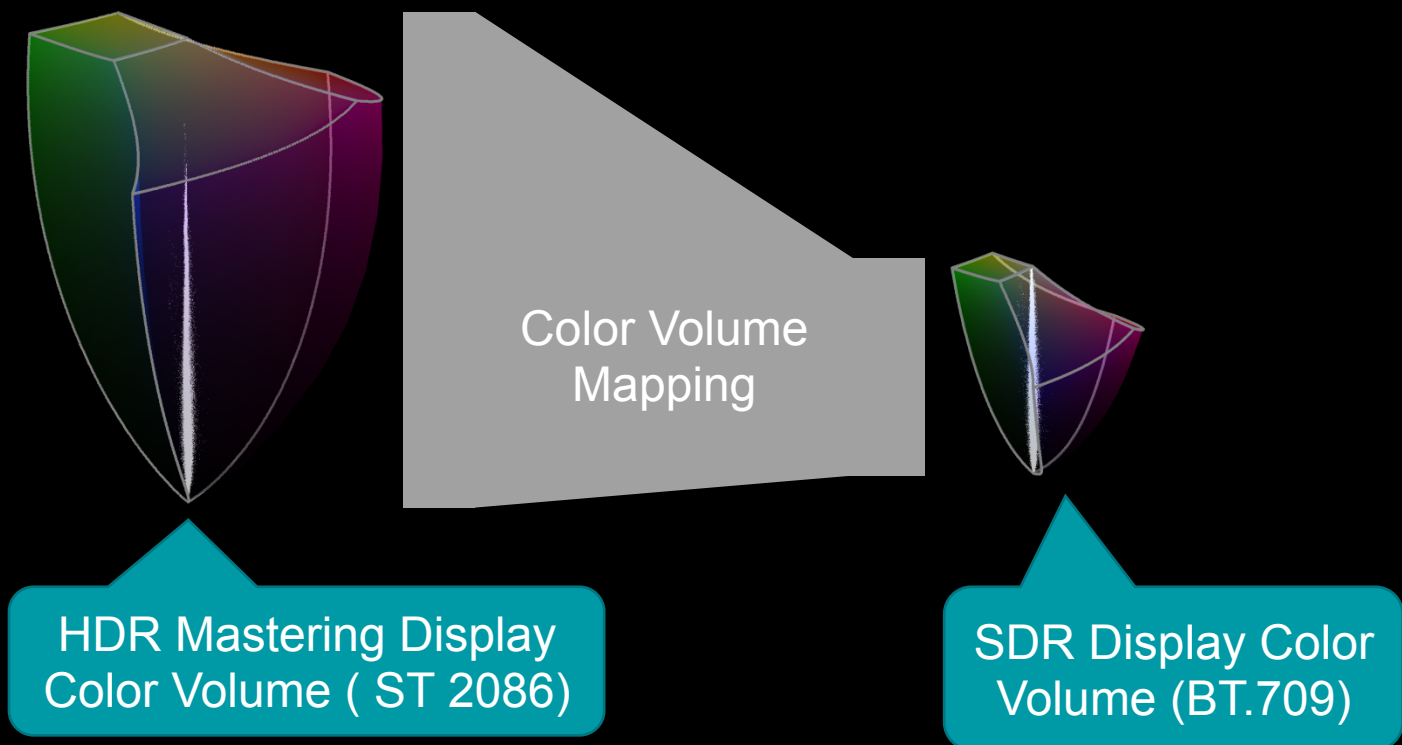 Color Volume
Mapping
HDR Mastering Display
Color Volume ( ST 2086)
SDR Display Color
Volume (BT.709)